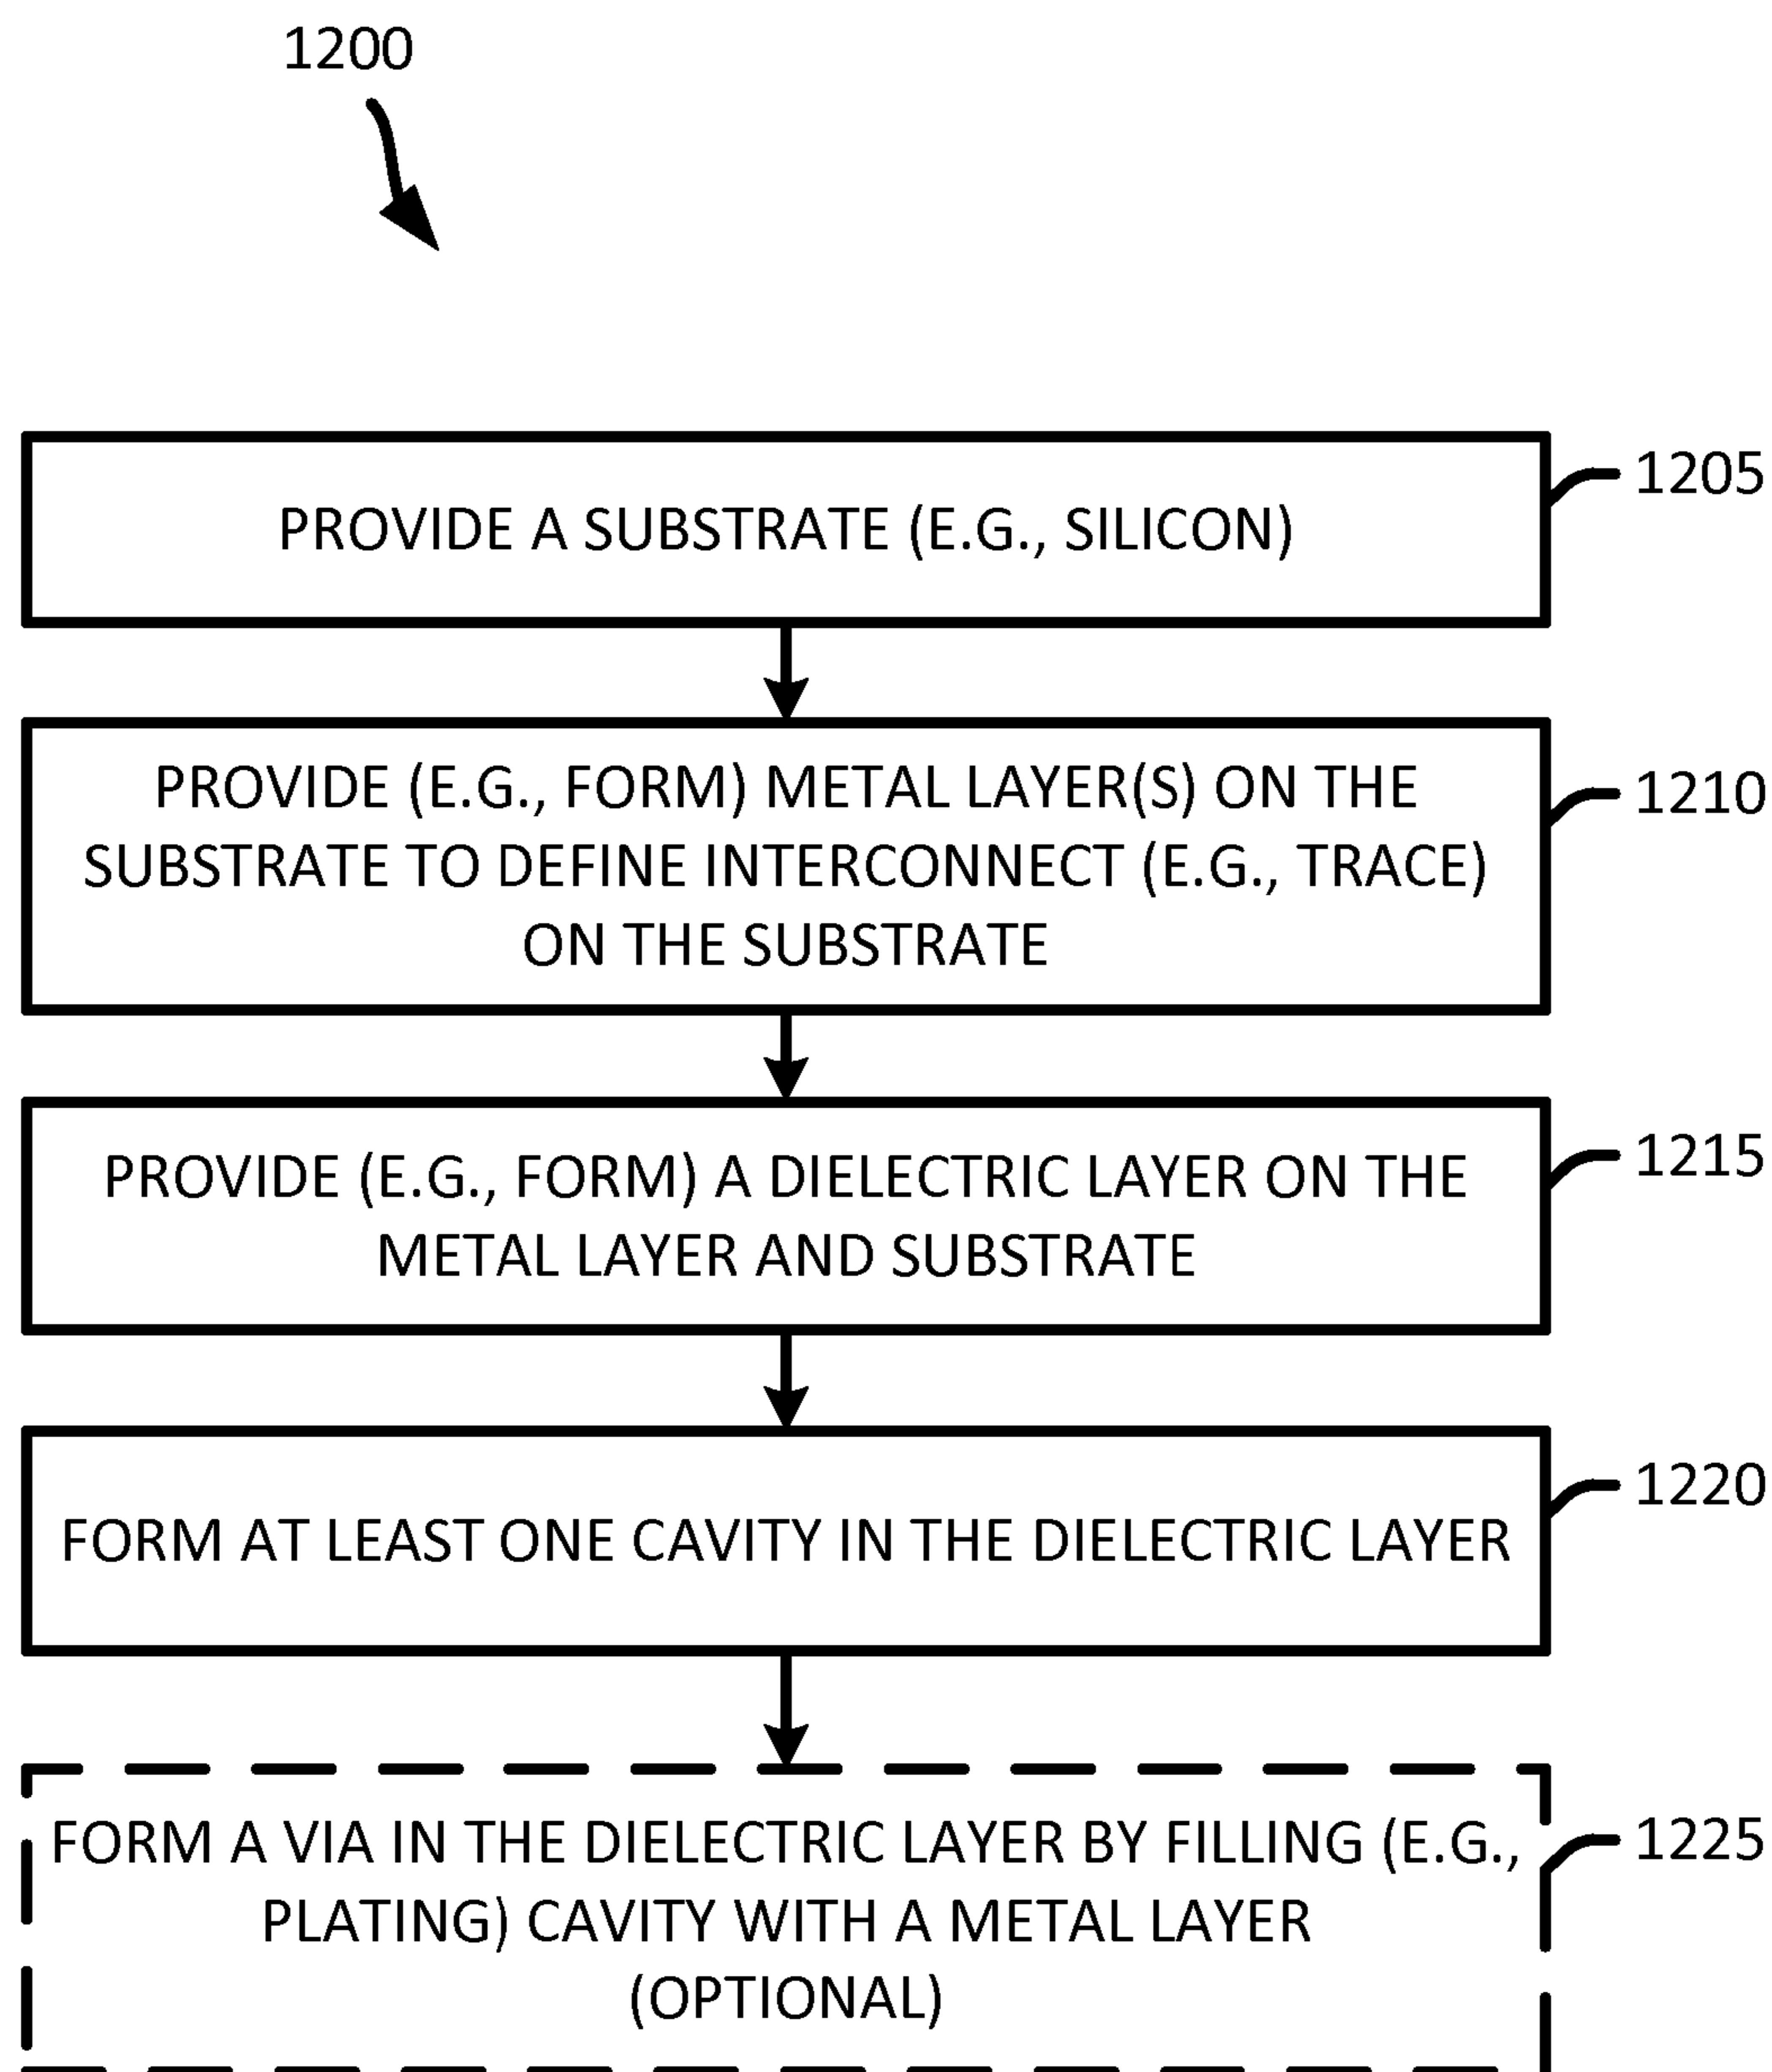 1200
PROVIDE A SUBSTRATE (E.G., SILICON)
1205
PROVIDE (E.G., FORM) METAL LAYER(S) ON THE
SUBSTRATE TO DEFINE INTERCONNECT (E.G., TRACE)
ON THE SUBSTRATE
1210
PROVIDE (E.G., FORM) A DIELECTRIC LAYER ON THE
METAL LAYER AND SUBSTRATE
1215
FORM AT LEAST ONE CAVITY IN THE DIELECTRIC LAYER
1220
FORM A VIA IN THE DIELECTRIC LAYER BY FILLING (E.G.,
PLATING) CAVITY WITH A METAL LAYER
(OPTIONAL)
1225